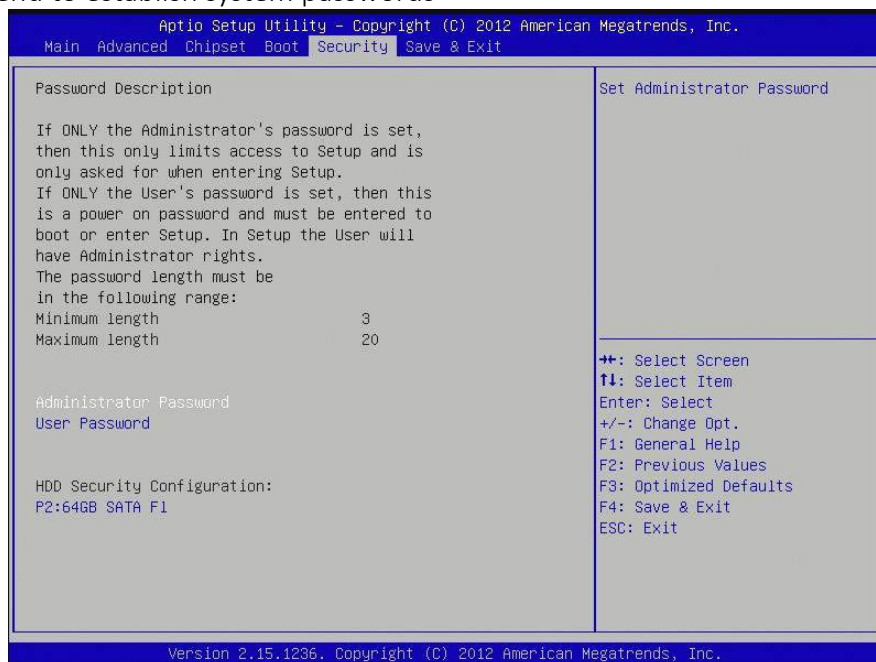 Aptio Setup Utility – Copyright (C) 2012 American Megatrends, Inc.
Main Advanced Chipset Boot Security Save & Exit
Password Description
If ONLY the Administrator's password is set,
then this only limits access to Setup and is
only asked for when entering Setup.
If ONLY the User's password is set, then this
is a power on password and must be entered to
boot or enter Setup. In Setup the User will
have Administrator rights.
The password length must be
in the following range:
Minimum length 3
Maximum length 20
Administrator Password
User Password
HDD Security Configuration:
P2:64GB SATA Fl
Set Administrator Password
→←: Select Screen
↑↓: Select Item
Enter: Select
+/-: Change Opt.
F1: General Help
F2: Previous Values
F3: Optimized Defaults
F4: Save & Exit
ESC: Exit
Version 2.15.1236. Copyright (C) 2012 American Megatrends, Inc.